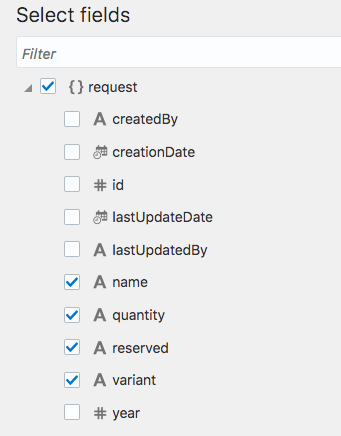 Select fields
Filter
{ } request
A createdBy
creationDate
# id
lastUpdateDate
A lastUpdatedBy
A name
A quantity
A reserved
A variant
# year